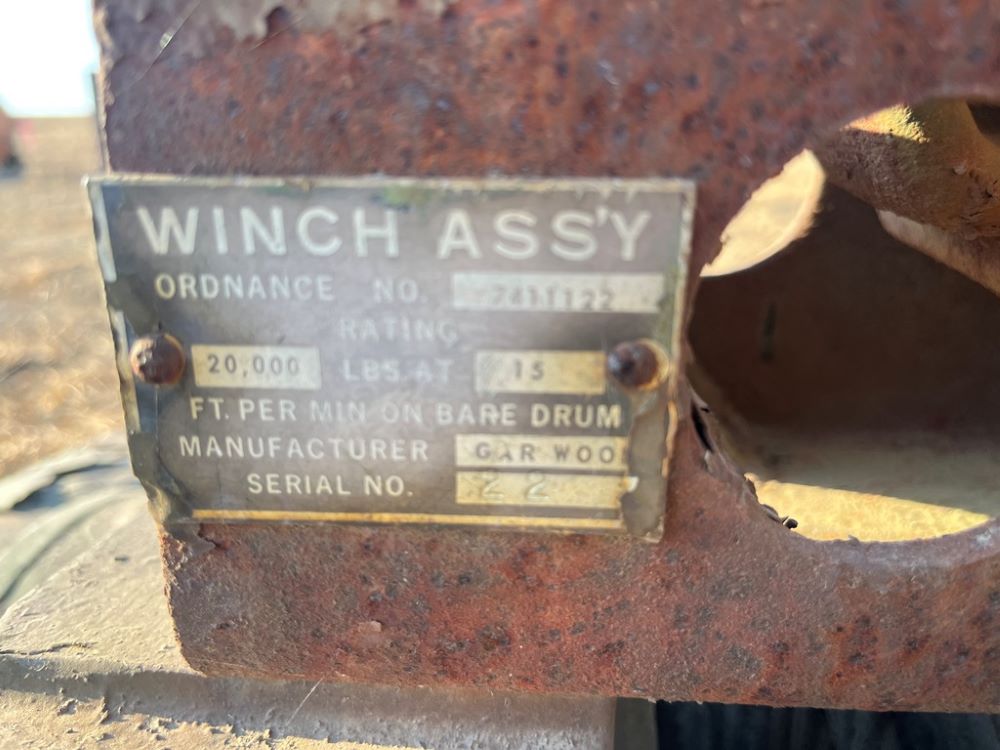 WINCH ASS'Y
ORDNANCE NO. 7411122
RATING
20,000 LBS AT 15
FT. PER MIN ON BARE DRUM
MANUFACTURER GAR WOO
SERIAL NO. 22